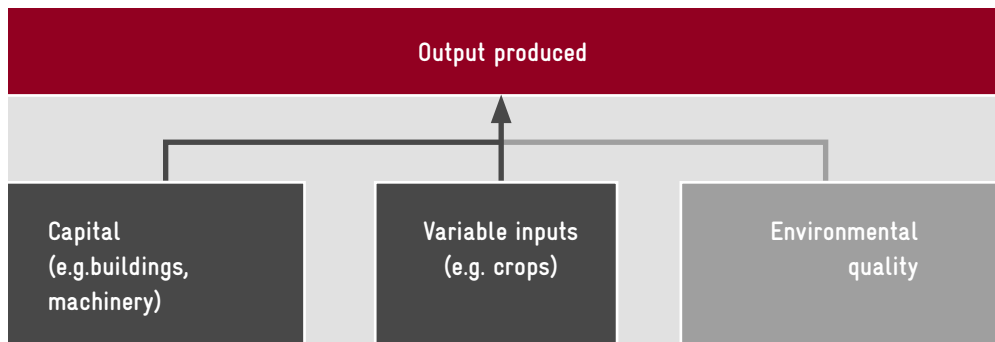 Output produced
Capital
(e.g.buildings,
machinery)
Variable inputs
(e.g. crops)
Environmental
quality